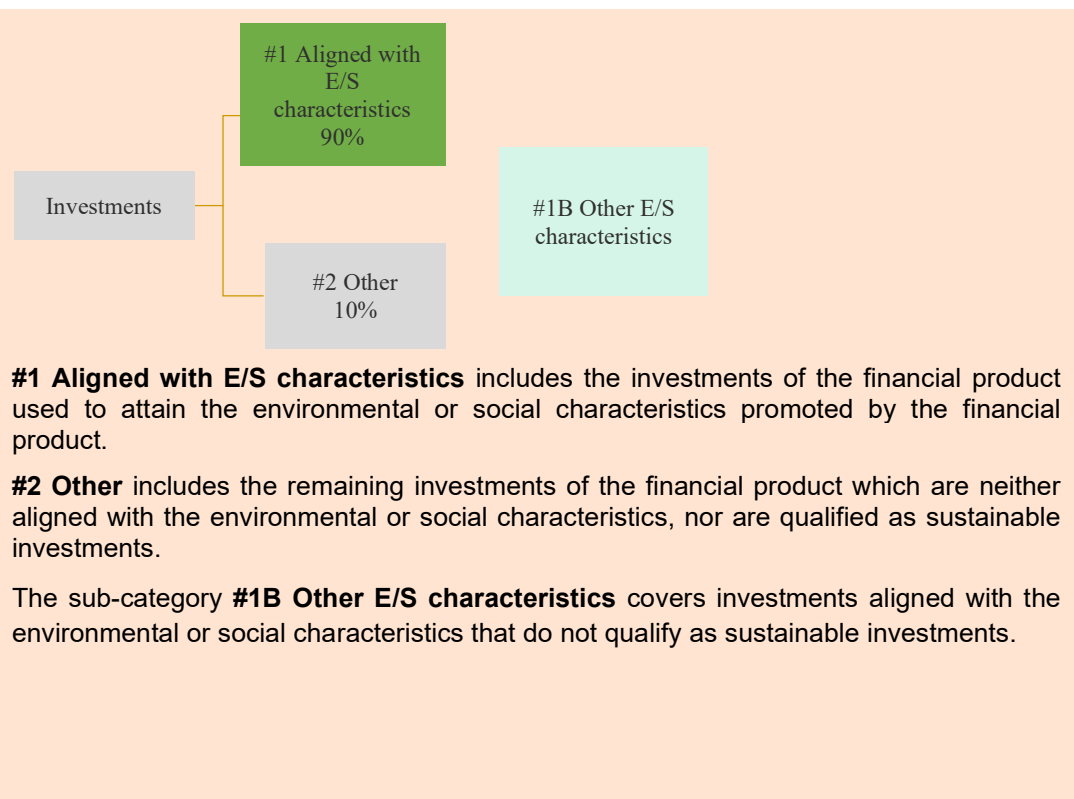 #1 Aligned with
E/S
characteristics
90%
Investments
#1B Other E/S
characteristics
#2 Other
10%
#1 Aligned with E/S characteristics includes the investments of the financial product
used to attain the environmental or social characteristics promoted by the financial
product.
#2 Other includes the remaining investments of the financial product which are neither
aligned with the environmental or social characteristics, nor are qualified as sustainable
investments.
The sub-category #1B Other E/S characteristics covers investments aligned with the
environmental or social characteristics that do not qualify as sustainable investments.